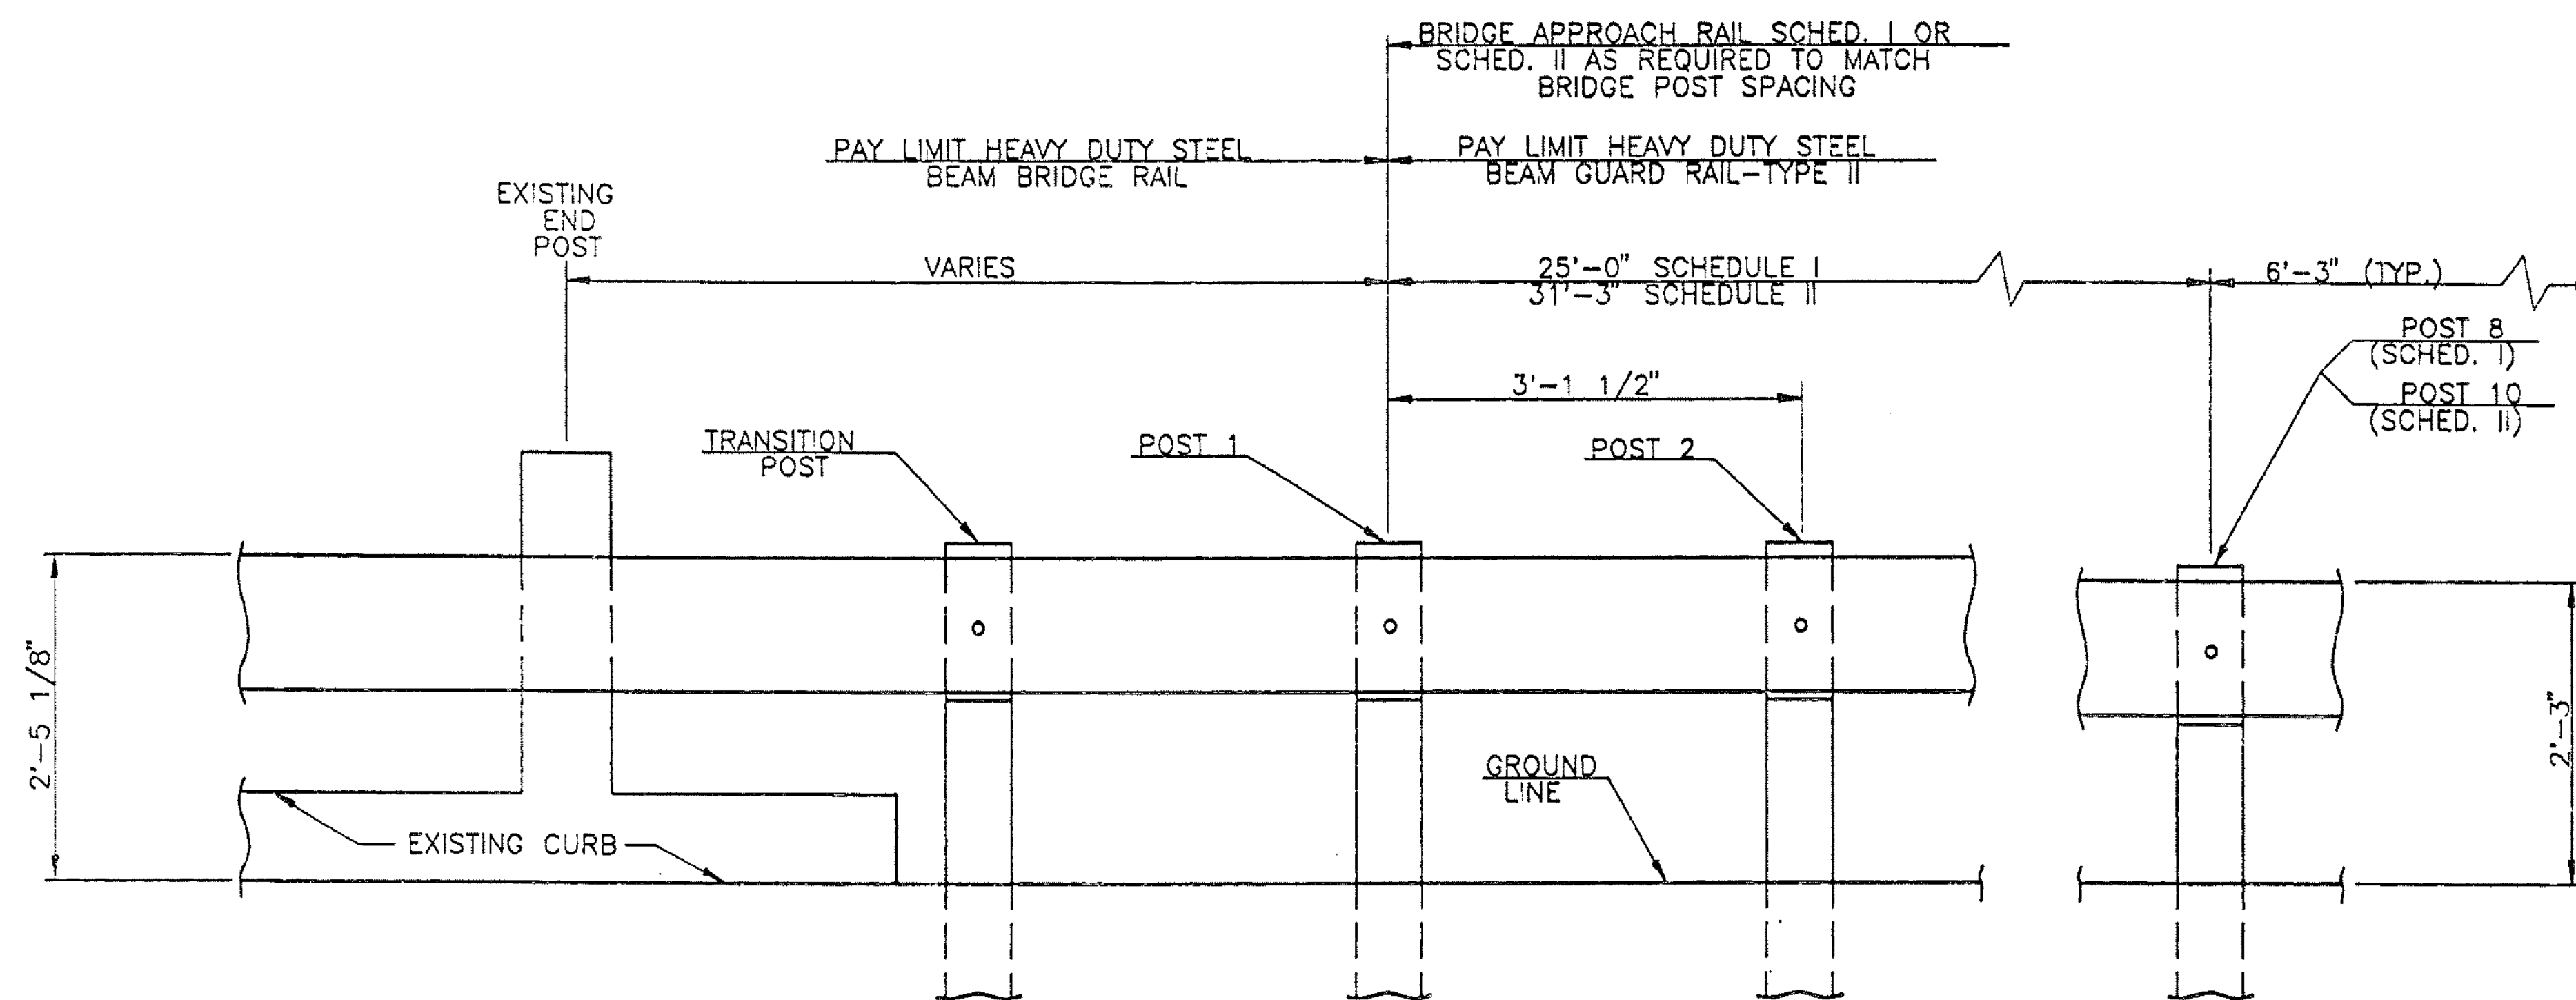 BRIDGE APPROACH RAIL SCHED. I OR
SCHED. II AS REQUIRED TO MATCH
BRIDGE POST SPACING
PAY LIMIT HEAVY DUTY STEEL
BEAM BRIDGE RAIL
PAY LIMIT HEAVY DUTY STEEL
BEAM GUARD RAIL-TYPE II
EXISTING
END
POST
VARIES
25'-0" SCHEDULE I
31'-3" SCHEDULE II
6'-3" (TYP.)
POST 8
(SCHED. I)
POST 10
(SCHED. II)
3'-1 1/2"
TRANSITION
POST
POST 1
POST 2
2'-5 1/8"
2'-3"
GROUND
LINE
EXISTING CURB